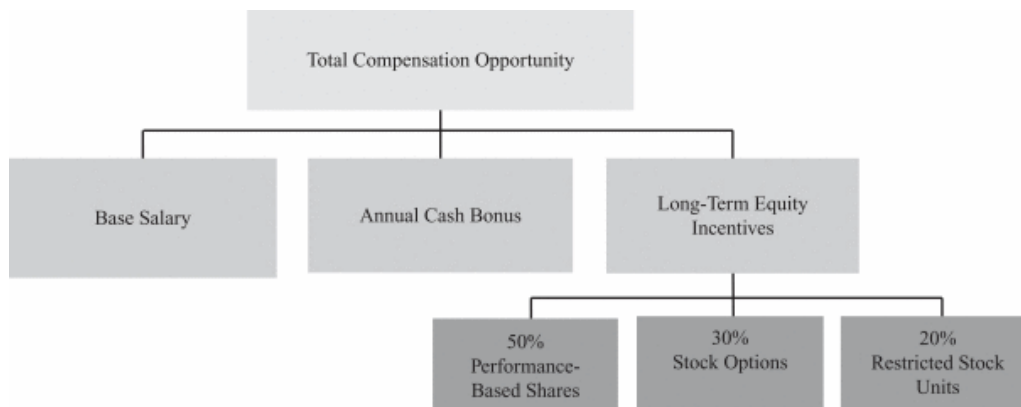 Total Compensation Opportunity
Base Salary
Annual Cash Bonus
Long-Term Equity
Incentives
50%
Performance-
Based Shares
30%
Stock Options
20%
Restricted Stock
Units